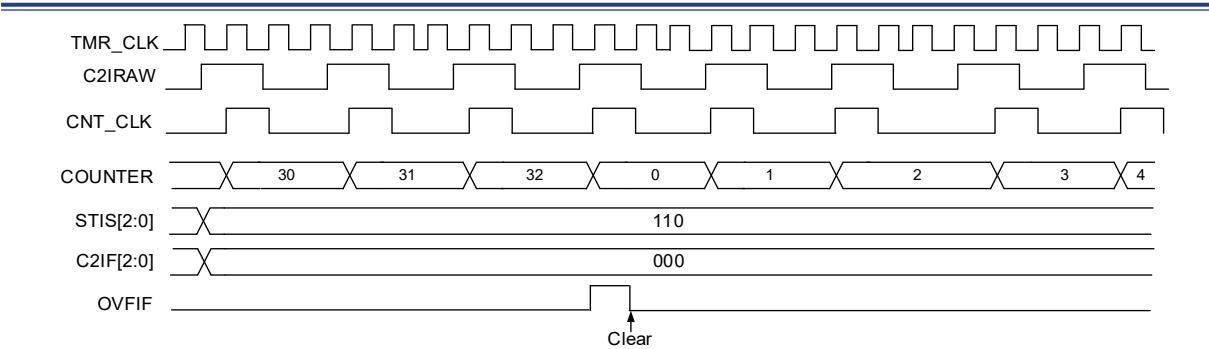 TMR_CLK
C2IRAW
CNT_CLK
COUNTER 30 31 32 0 1 2 3 4
STIS[2:0] 110
C2IF[2:0] 000
OVFIF
Clear